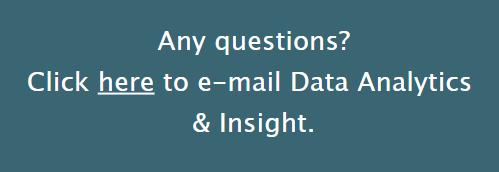 Any questions?
Click here to e-mail Data Analytics
& Insight.